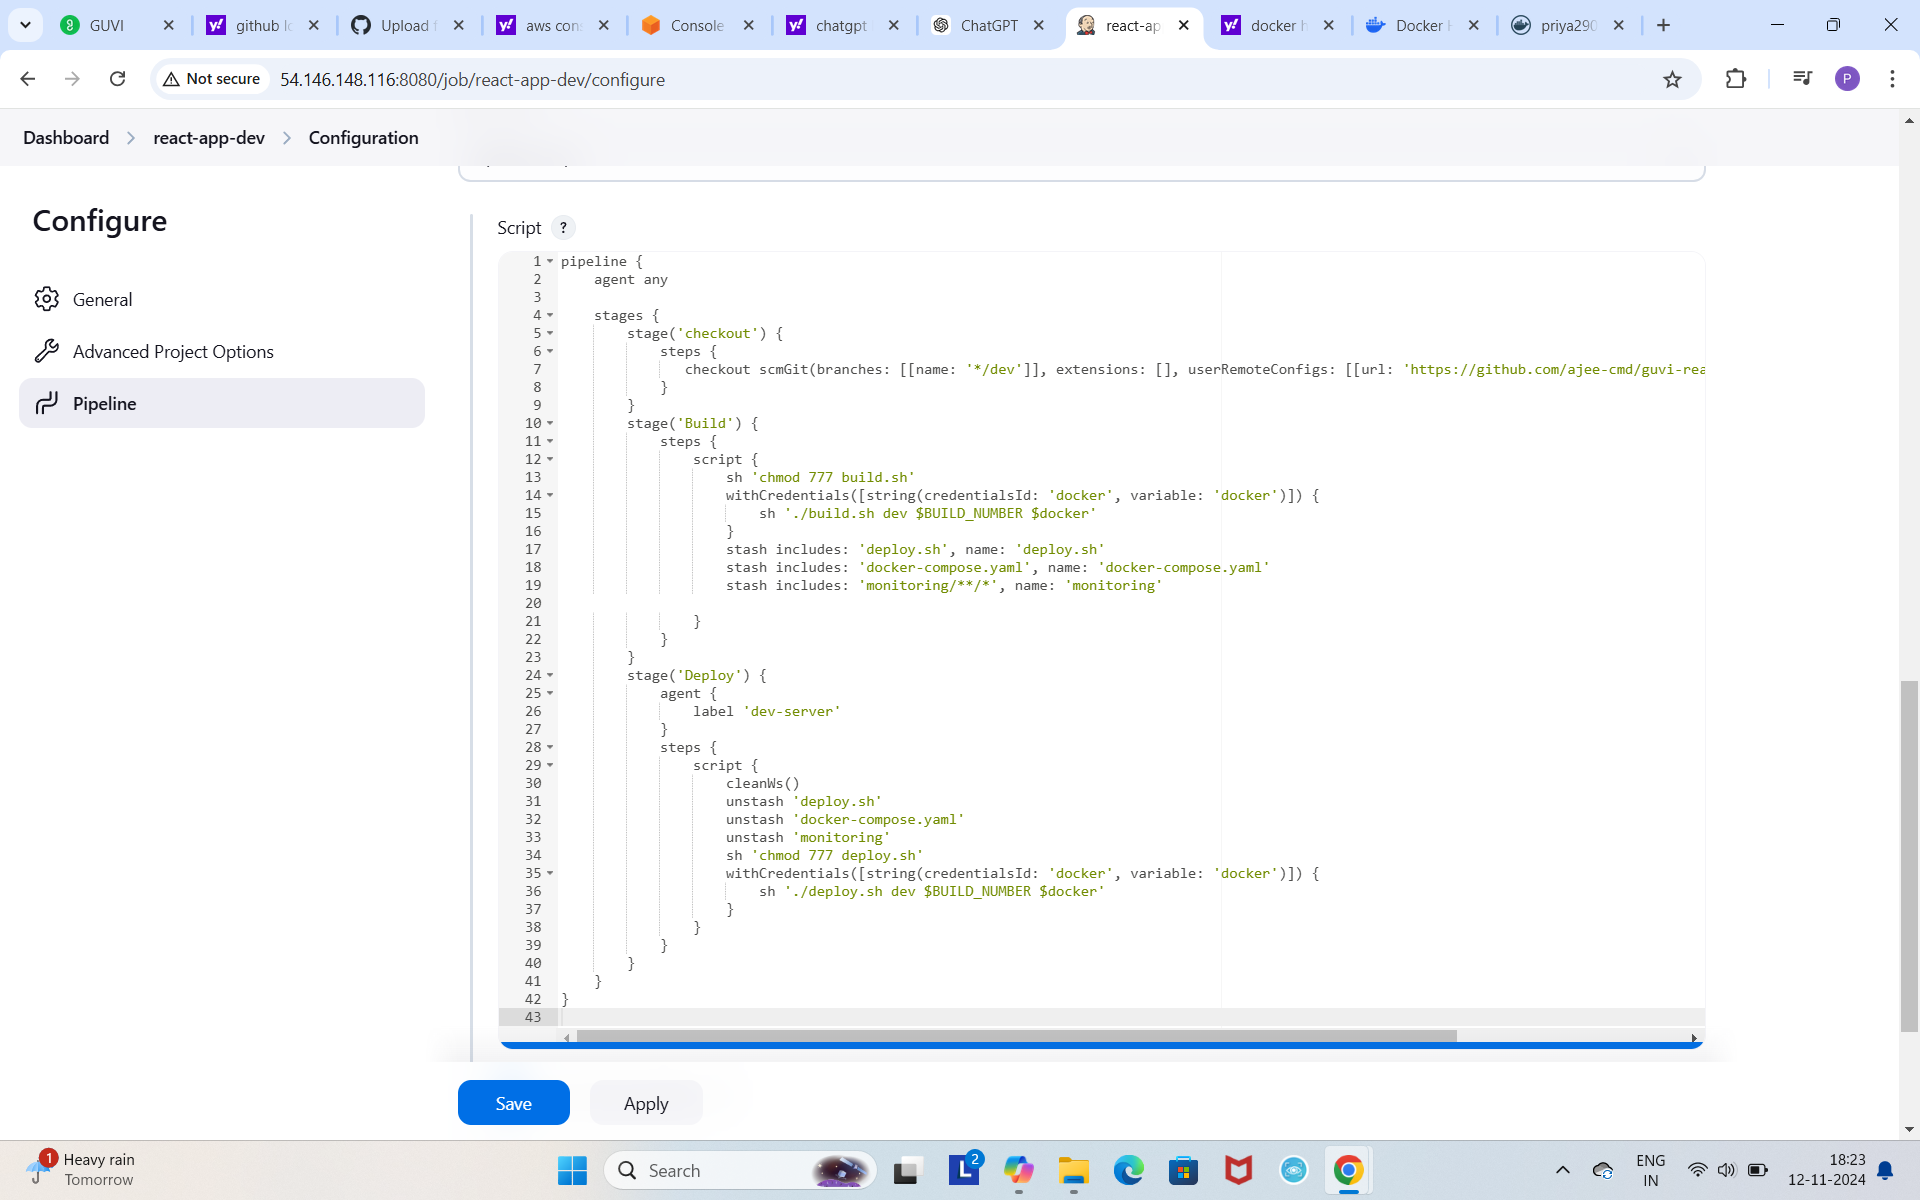 GUVI
github lo
Upload f
aws cons
Console
chatgpt
ChatGPT
react-ap
docker h
Docker H
priya290
Not secure
54.146.148.116:8080/job/react-app-dev/configure
P
Dashboard
react-app-dev
Configuration
Configure
General
Advanced Project Options
Pipeline
Script ?
1 pipeline {
2 agent any
3
4 stages {
5 stage('checkout') {
6 steps {
7 checkout scmGit(branches: [[name: '*/dev']], extensions: [], userRemoteConfigs: [[url: 'https://github.com/ajee-cmd/guvi-rea
8 }
9 }
10 stage('Build') {
11 steps {
12 script {
13 sh 'chmod 777 build.sh'
14 withCredentials([string(credentialsId: 'docker', variable: 'docker')]) {
15 sh './build.sh dev $BUILD_NUMBER $docker'
16 }
17 stash includes: 'deploy.sh', name: 'deploy.sh'
18 stash includes: 'docker-compose.yaml', name: 'docker-compose.yaml'
19 stash includes: 'monitoring/**/*', name: 'monitoring'
20
21 }
22 }
23 }
24 stage('Deploy') {
25 agent {
26 label 'dev-server'
27 }
28 steps {
29 script {
30 cleanWs()
31 unstash 'deploy.sh'
32 unstash 'docker-compose.yaml'
33 unstash 'monitoring'
34 sh 'chmod 777 deploy.sh'
35 withCredentials([string(credentialsId: 'docker', variable: 'docker')]) {
36 sh './deploy.sh dev $BUILD_NUMBER $docker'
37 }
38 }
39 }
40 }
41 }
42 }
43
Save
Apply
1
Heavy rain
Tomorrow
Search
L 2
ENG
IN
18:23
12-11-2024